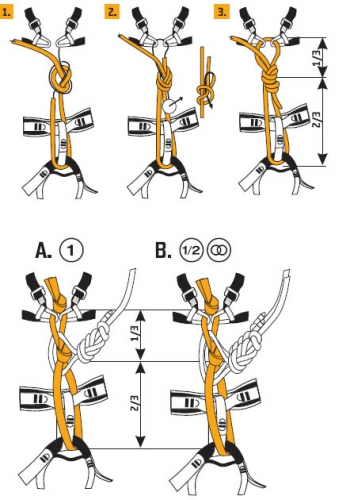 1. 2. 3.
1/3
2/3
A. 1 B. 1/2
1/3
2/3